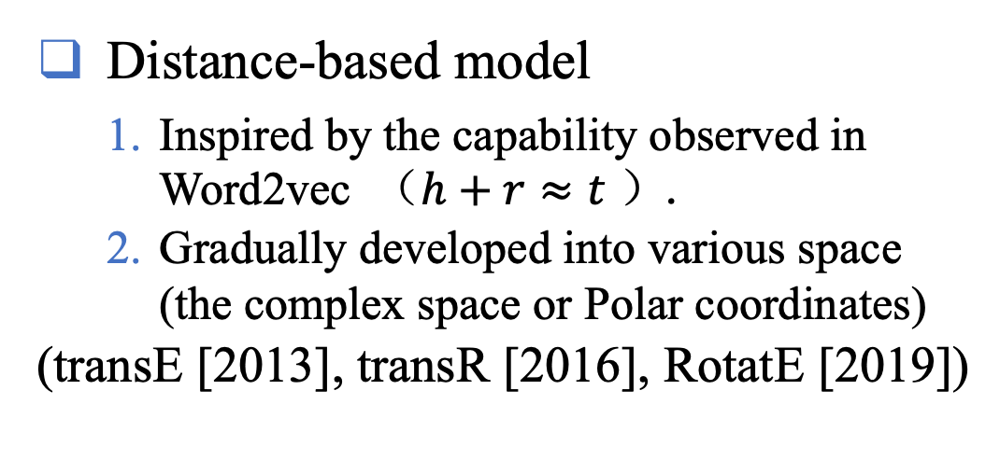 ❑ Distance-based model
1. Inspired by the capability observed in
Word2vec （h + r ≈ t ）.
2. Gradually developed into various space
(the complex space or Polar coordinates)
(transE [2013], transR [2016], RotatE [2019])